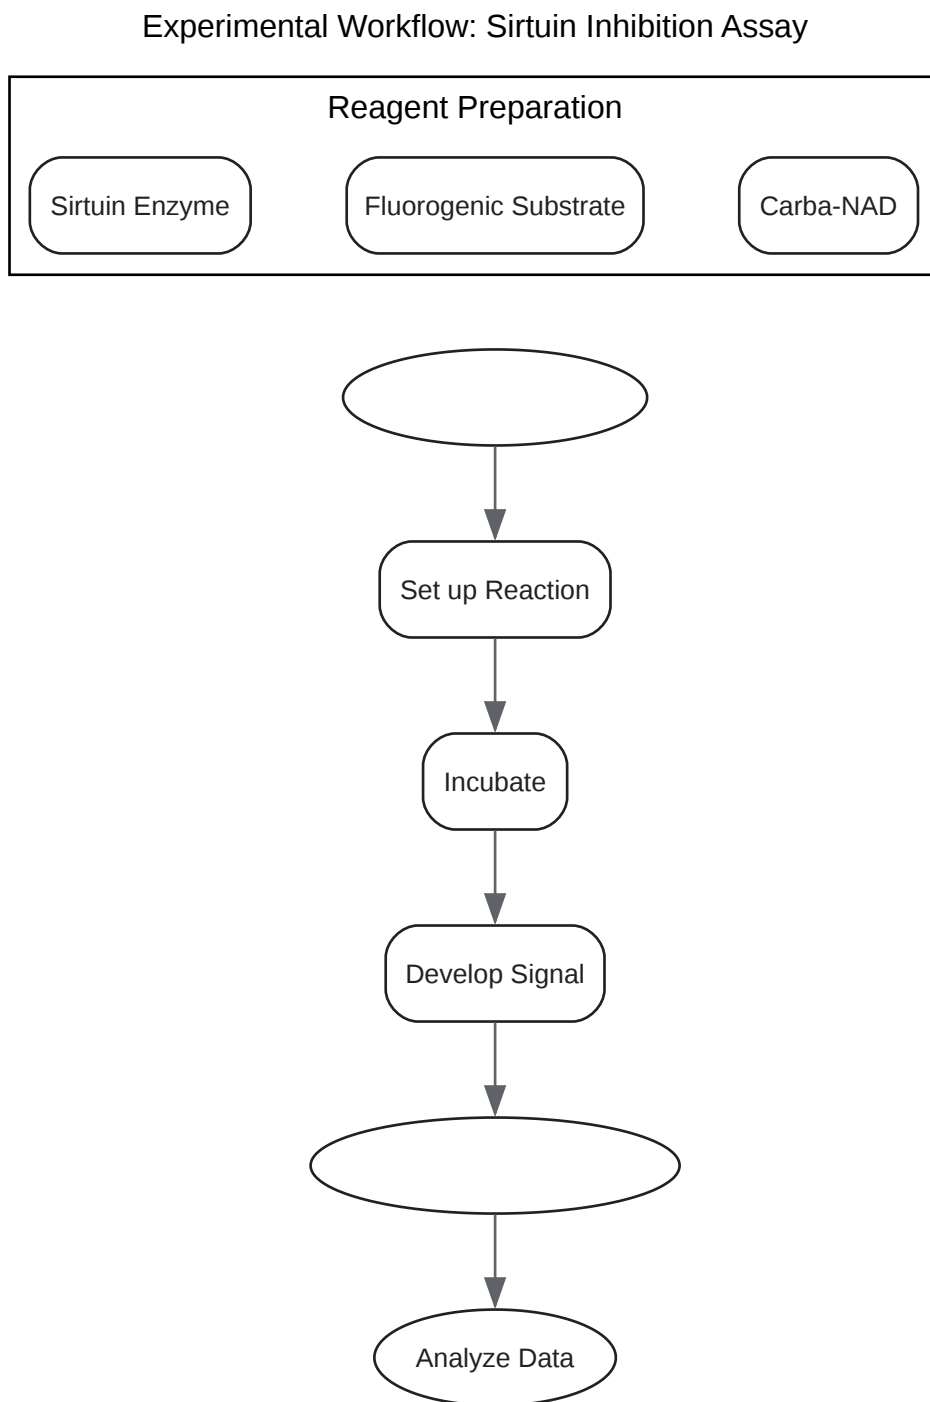 Experimental Workflow: Sirtuin Inhibition Assay
Reagent Preparation
Sirtuin Enzyme
Fluorogenic Substrate
Carba-NAD
Set up Reaction
Incubate
Develop Signal
Analyze Data